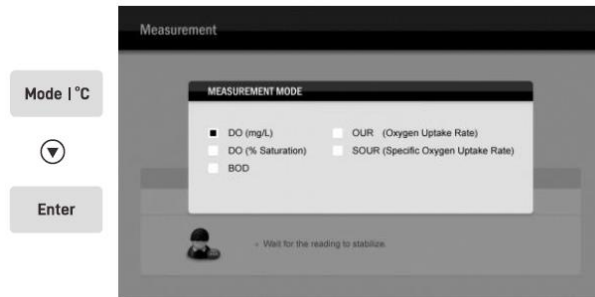 Measurement
Mode | °C
Enter
MEASUREMENT MODE
DO (mg/L)
OUR (Oxygen Uptake Rate)
DO (% Saturation)
SOUR (Specific Oxygen Uptake Rate)
BOD
Wait for the reading to stabilize.